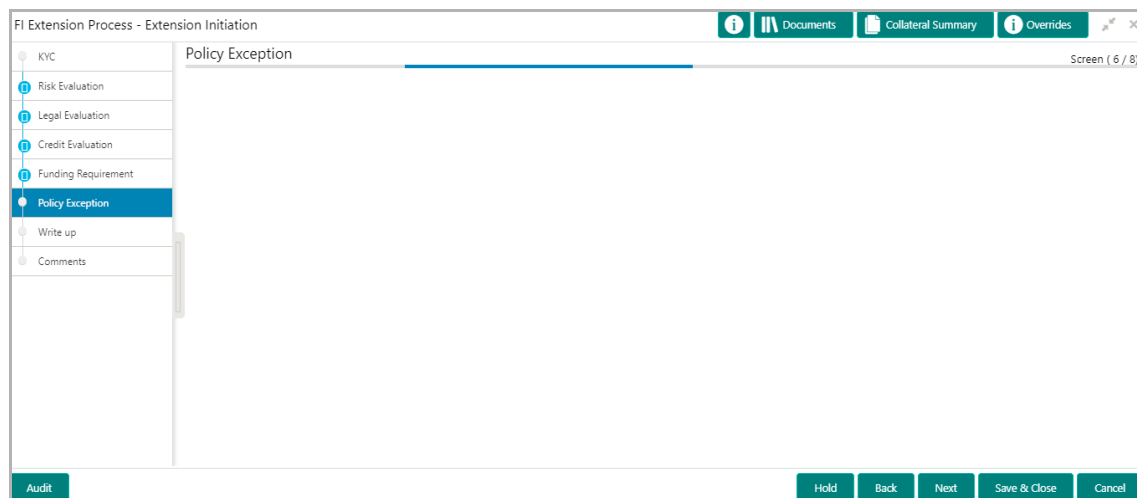 FI Extension Process - Extension Initiation
Documents
Collateral Summary
Overrides
KYC
Risk Evaluation
Legal Evaluation
Credit Evaluation
Funding Requirement
Policy Exception
Write up
Comments
Policy Exception
Screen ( 6 / 8)
Audit
Hold
Back
Next
Save & Close
Cancel